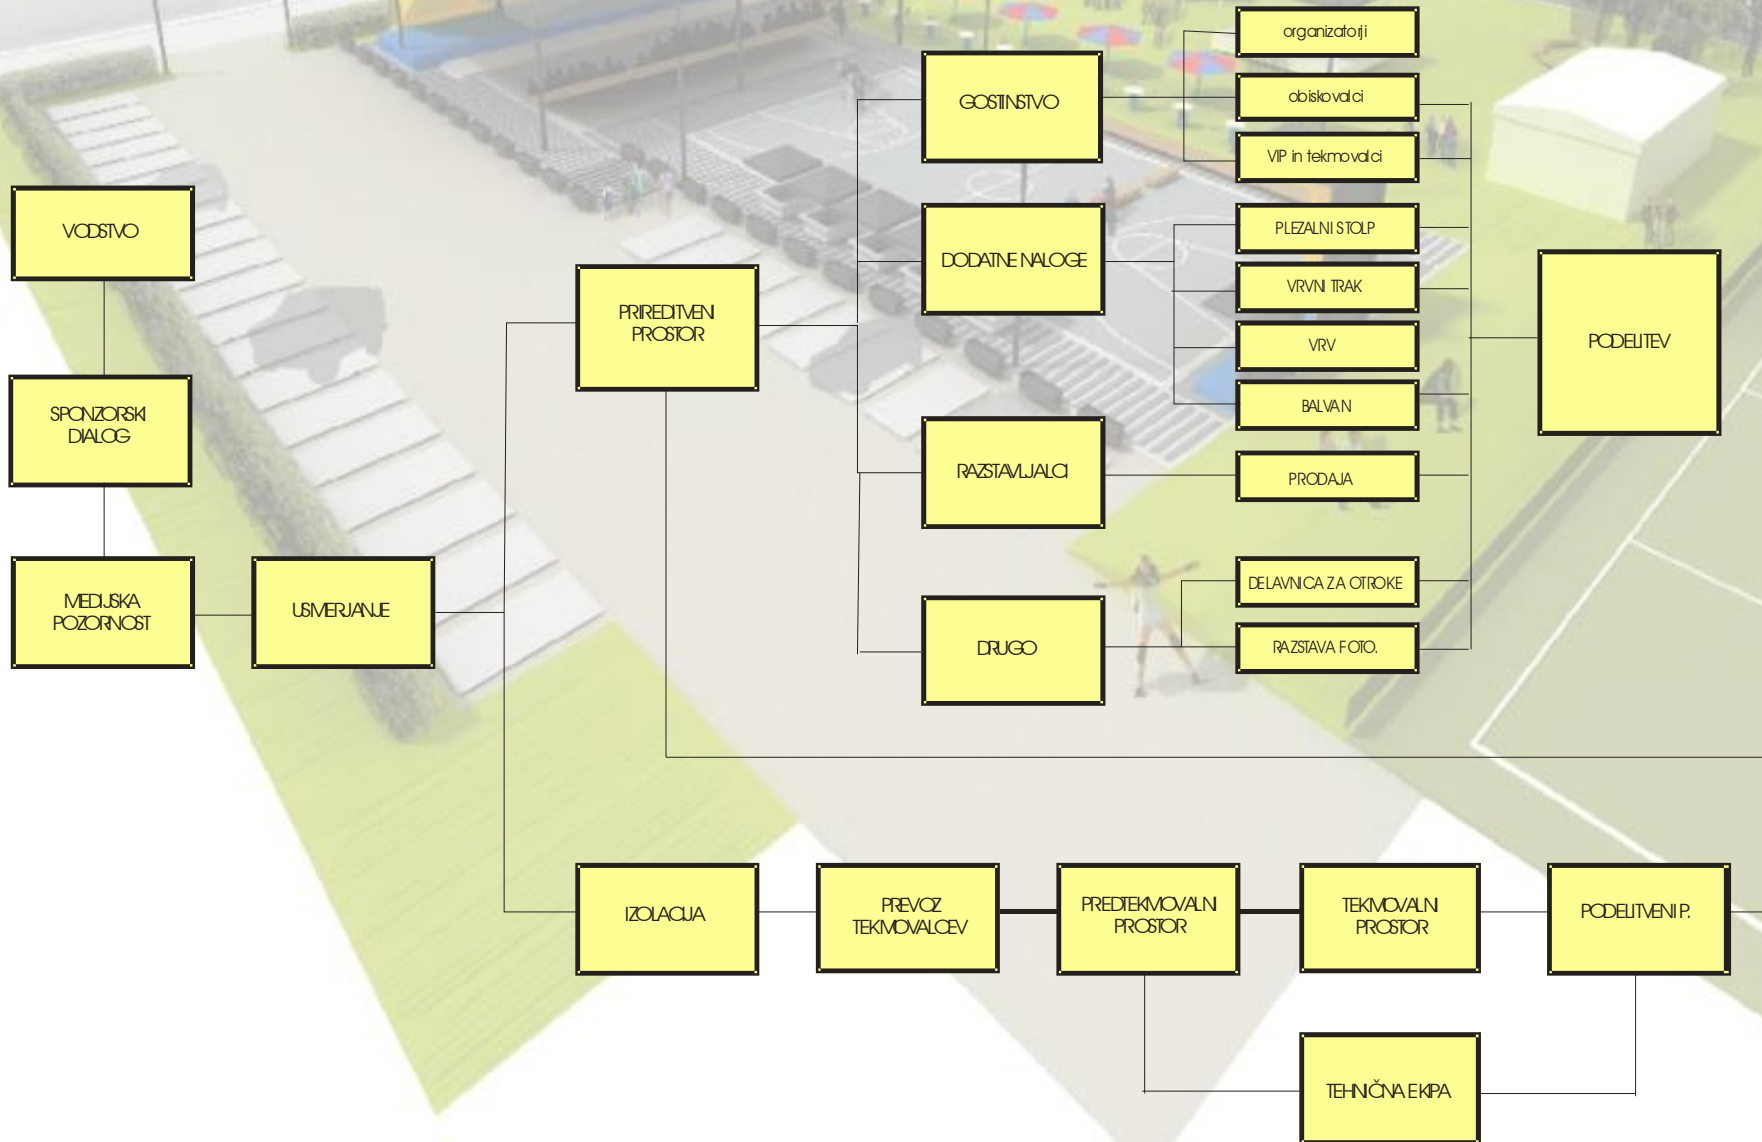 organizatorji
GOSTINSTVO
obiskovalci
VIP in tekmovalci
VODSTVO
PLEZALNI STOLP
DODATNE NALOGE
VRVNI TRAK
PRIREDITVENI
PROSTOR
VRV
PODELITEV
BALVAN
SPONZORSKI
DIALOG
RAZSTAVLJALCI
PRODAJA
MEDIJSKA
POZORNOST
USMERJANJE
DELAVNICA ZA OTROKE
DRUGO
RAZSTAVA FOTO.
IZOLACIJA
PREVOZ
TEKMOVALCEV
PREDTEKMOVALNI
PROSTOR
TEKMOVALNI
PROSTOR
PODELITVENI P.
TEHNIČNA EKIPA